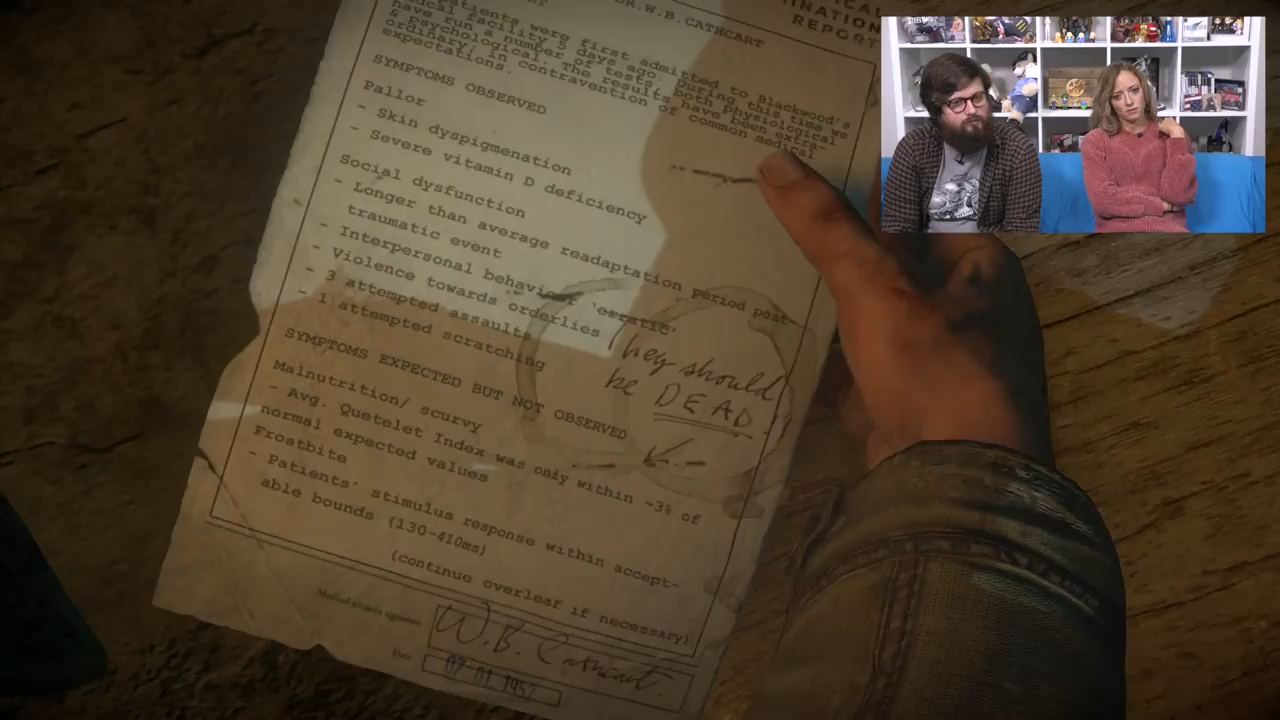 DR.W.B.CATHCART
REPORT
patients were first admitted to Blackwood's
medical facility 5 days ago. During this time we
have run a number of tests, both physiological
& psychological. The results have been extra-
ordinary; in contravention of common medical
expectations.
SYMPTOMS OBSERVED
Pallor
- Skin dyspigmenation
- Severe vitamin D deficiency
Social dysfunction
- Longer than average readaptation period post-
traumatic event
- Interpersonal behavior 'erratic'
- Violence towards orderlies
- 3 attempted assaults
- 1 attempted scratching
They should
be DEAD
SYMPTOMS EXPECTED BUT NOT OBSERVED
Malnutrition/ scurvy
- Avg. Quetelet Index was only within ~3% of
normal expected values
Frostbite
- Patients' stimulus response within accept-
able bounds (130-410ms)
(continue overleaf if necessary)
W.B. Cathcart
07 01 1952